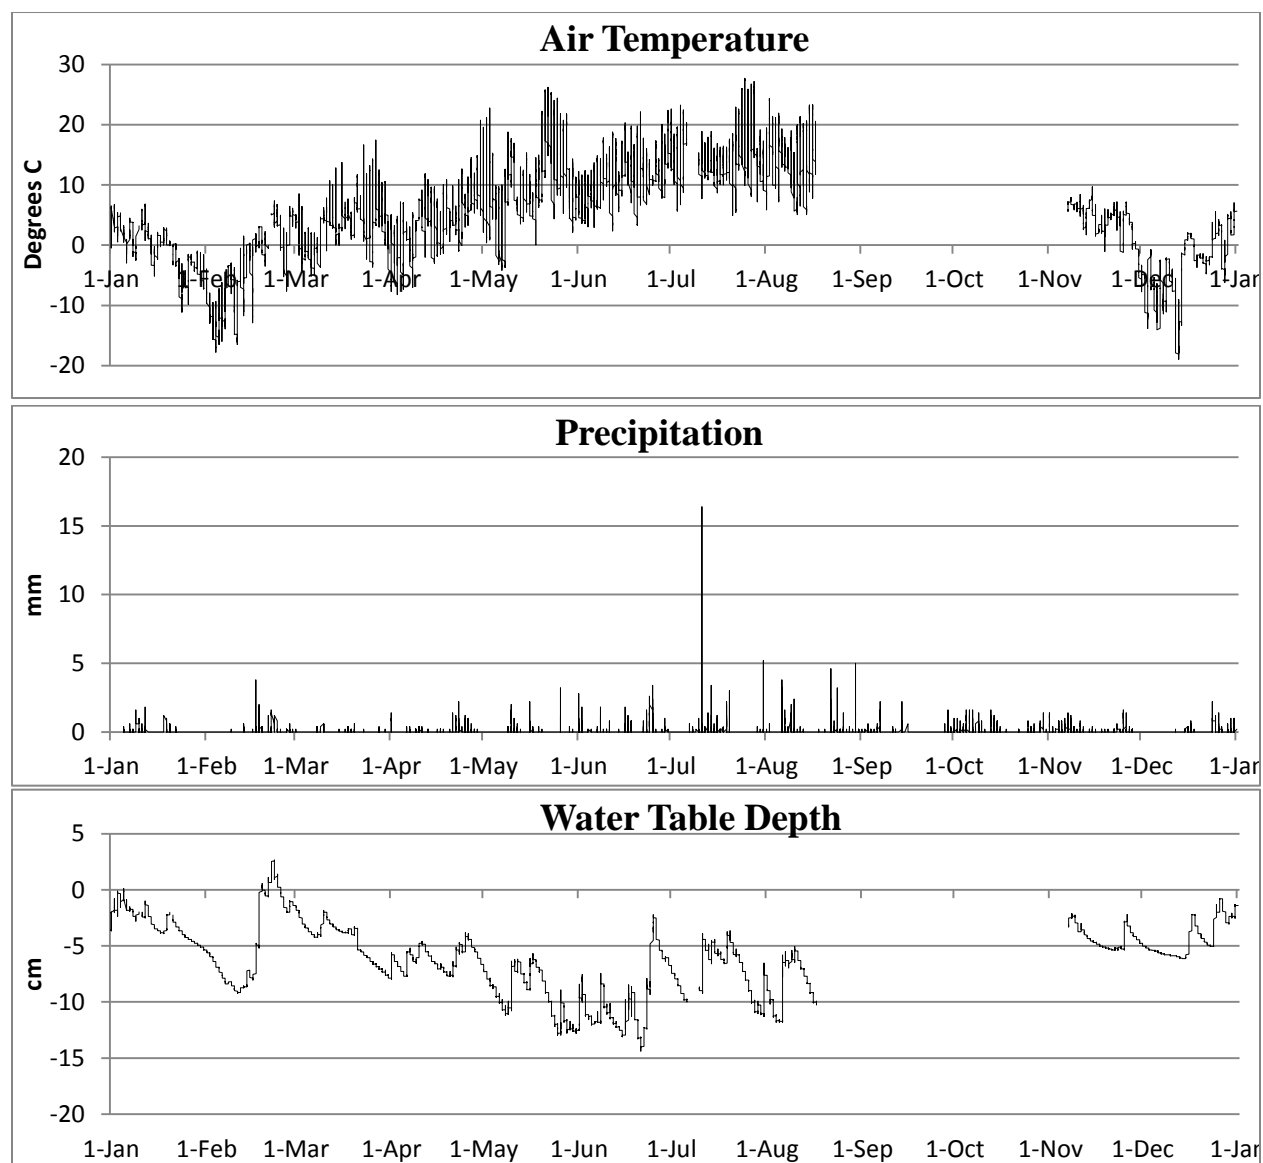 Air Temperature
30
20
10
0
-10
-20
Degrees C
1-Jan 1-Feb 1-Mar 1-Apr 1-May 1-Jun 1-Jul 1-Aug 1-Sep 1-Oct 1-Nov 1-Dec 1-Jan
Precipitation
20
15
10
5
0
mm
1-Jan 1-Feb 1-Mar 1-Apr 1-May 1-Jun 1-Jul 1-Aug 1-Sep 1-Oct 1-Nov 1-Dec 1-Jan
Water Table Depth
5
0
-5
-10
-15
-20
cm
1-Jan 1-Feb 1-Mar 1-Apr 1-May 1-Jun 1-Jul 1-Aug 1-Sep 1-Oct 1-Nov 1-Dec 1-Jan